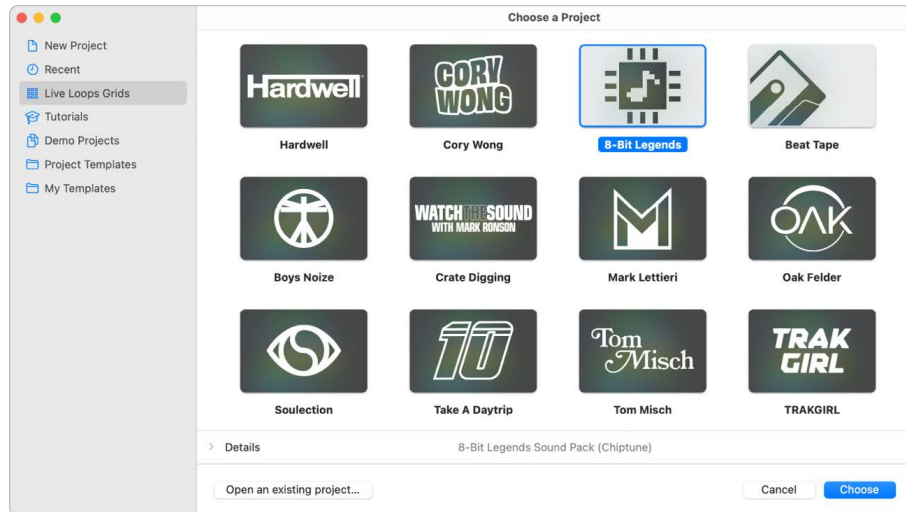 Choose a Project
New Project
Recent
Live Loops Grids
Tutorials
Demo Projects
Project Templates
My Templates
Hardwell
CORY
WONG
Hardwell
Cory Wong
8-Bit Legends
Beat Tape
WATCH THE SOUND
WITH MARK RONSON
OAK
Boys Noize
Crate Digging
Mark Lettieri
Oak Felder
10
Tom
Misch
TRAK
GIRL
Soulection
Take A Daytrip
Tom Misch
TRAKGIRL
Details
8-Bit Legends Sound Pack (Chiptune)
Open an existing project...
Cancel
Choose